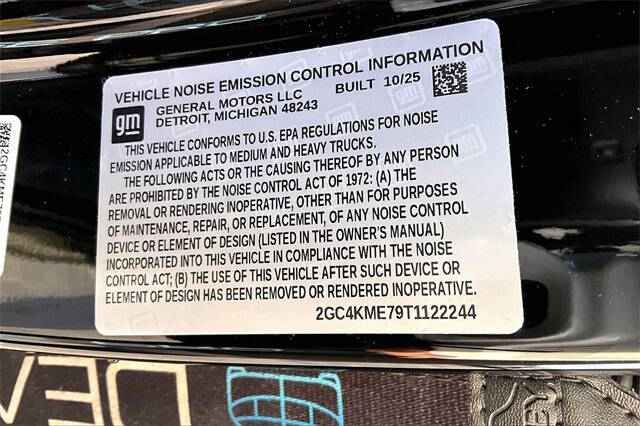 VEHICLE NOISE EMISSION CONTROL INFORMATION
gm
GENERAL MOTORS LLC BUILT 10/25
DETROIT, MICHIGAN 48243
THIS VEHICLE CONFORMS TO U.S. EPA REGULATIONS FOR NOISE
EMISSION APPLICABLE TO MEDIUM AND HEAVY TRUCKS.
THE FOLLOWING ACTS OR THE CAUSING THEREOF BY ANY PERSON
ARE PROHIBITED BY THE NOISE CONTROL ACT OF 1972: (A) THE
REMOVAL OR RENDERING INOPERATIVE, OTHER THAN FOR PURPOSES
OF MAINTENANCE, REPAIR, OR REPLACEMENT, OF ANY NOISE CONTROL
DEVICE OR ELEMENT OF DESIGN (LISTED IN THE OWNER'S MANUAL)
INCORPORATED INTO THIS VEHICLE IN COMPLIANCE WITH THE NOISE
CONTROL ACT; (B) THE USE OF THIS VEHICLE AFTER SUCH DEVICE OR
ELEMENT OF DESIGN HAS BEEN REMOVED OR RENDERED INOPERATIVE.
2GC4KME79T1122244
2GC4KME7